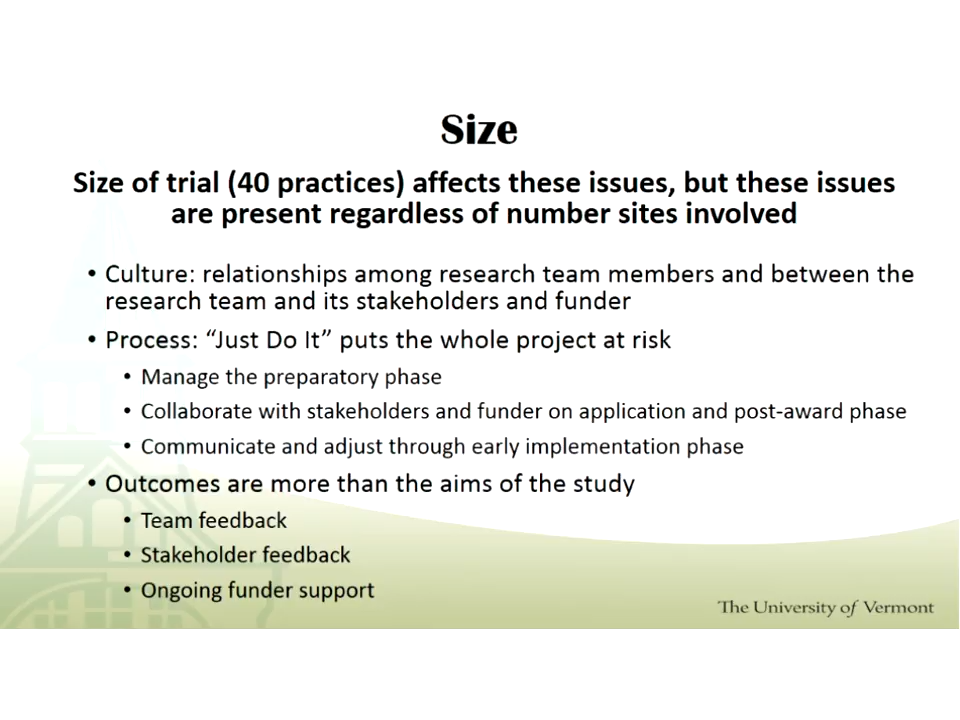 Size
Size of trial (40 practices) affects these issues, but these issues
are present regardless of number sites involved
• Culture: relationships among research team members and between the
research team and its stakeholders and funder
• Process: “Just Do It” puts the whole project at risk
• Manage the preparatory phase
• Collaborate with stakeholders and funder on application and post-award phase
• Communicate and adjust through early implementation phase
• Outcomes are more than the aims of the study
• Team feedback
• Stakeholder feedback
• Ongoing funder support
The University of Vermont